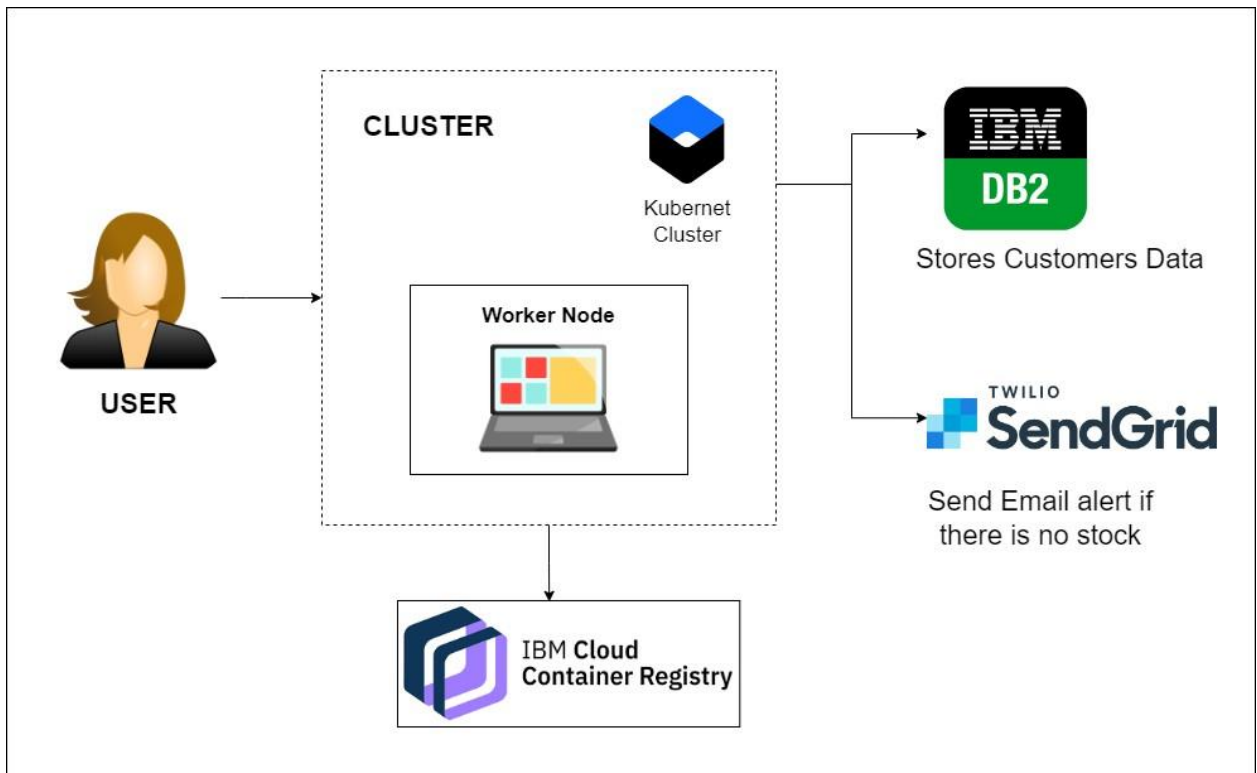 CLUSTER
Kubernet
Cluster
Worker Node
USER
IBM
DB2
Stores Customers Data
TWILIO
SendGrid
Send Email alert if
there is no stock
IBM Cloud
Container Registry